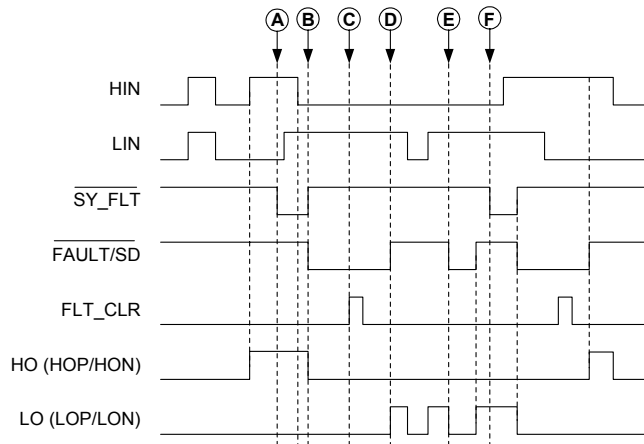 A B C D E F
HIN
LIN
SY_FLT
FAULT/SD
FLT_CLR
HO (HOP/HON)
LO (LOP/LON)